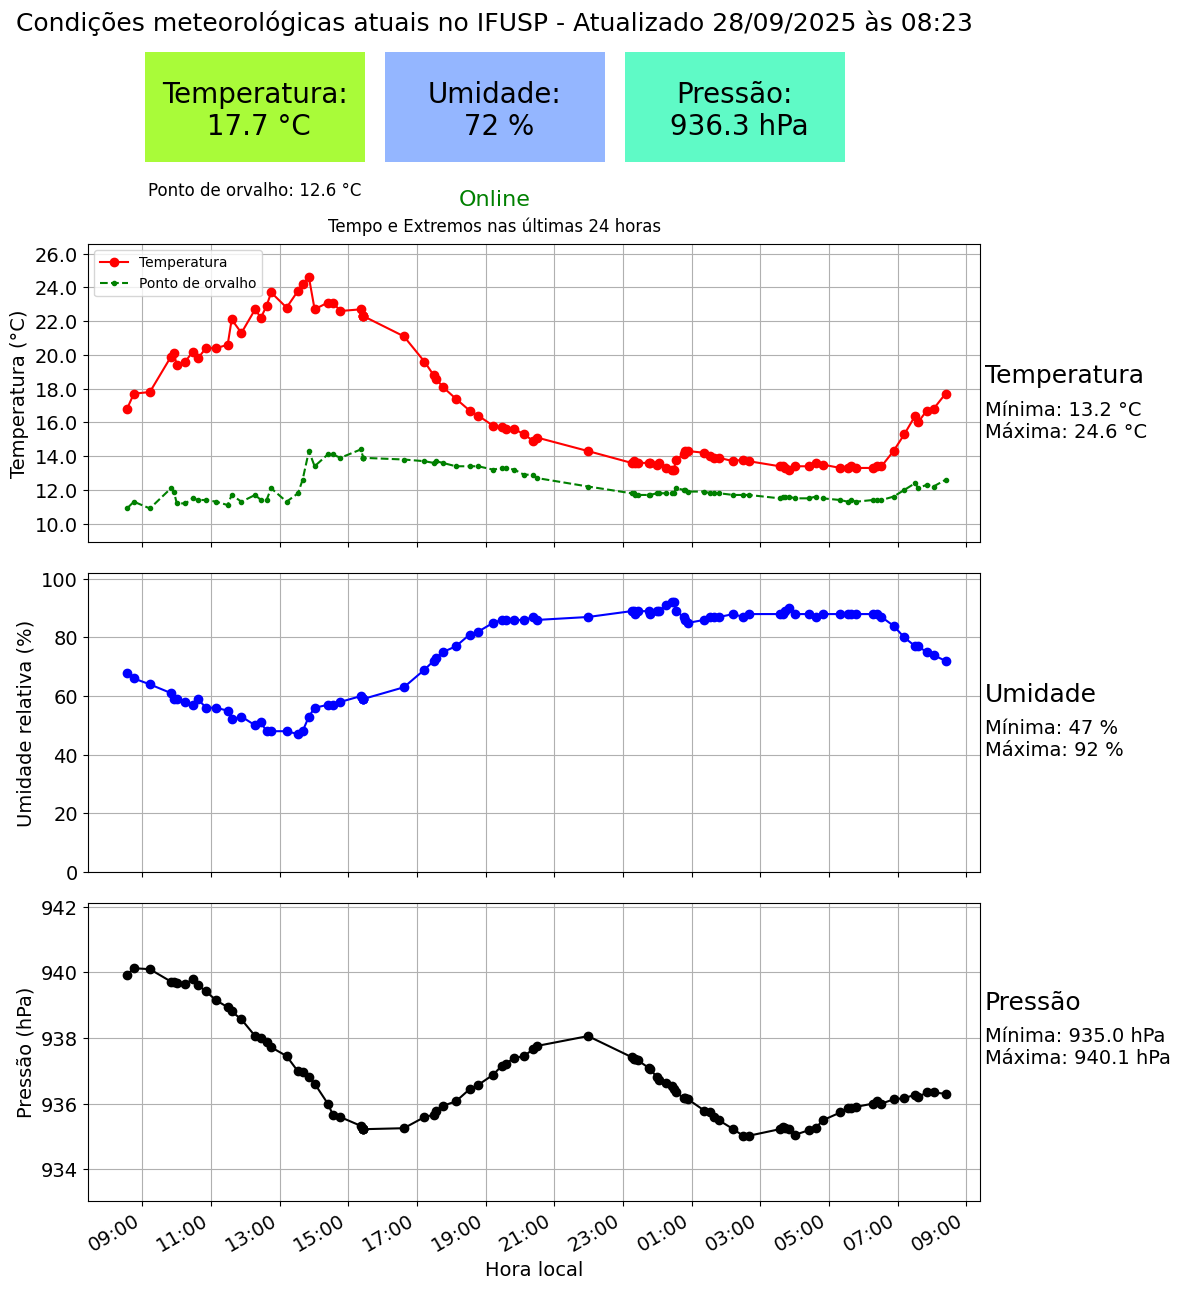 Condições meteorológicas atuais no IFUSP - Atualizado 28/09/2025 às 08:23
Temperatura:
17.7 °C
Umidade:
72 %
Pressão:
936.3 hPa
Ponto de orvalho: 12.6 °C
Online
Tempo e Extremos nas últimas 24 horas
Temperatura
Ponto de orvalho
Temperatura (°C)
26.0
24.0
22.0
20.0
18.0
16.0
14.0
12.0
10.0
Temperatura
Mínima: 13.2 °C
Máxima: 24.6 °C
Umidade relativa (%)
100
80
60
40
20
0
Umidade
Mínima: 47 %
Máxima: 92 %
Pressão (hPa)
942
940
938
936
934
Pressão
Mínima: 935.0 hPa
Máxima: 940.1 hPa
09:00
11:00
13:00
15:00
17:00
19:00
21:00
23:00
01:00
03:00
05:00
07:00
09:00
Hora local